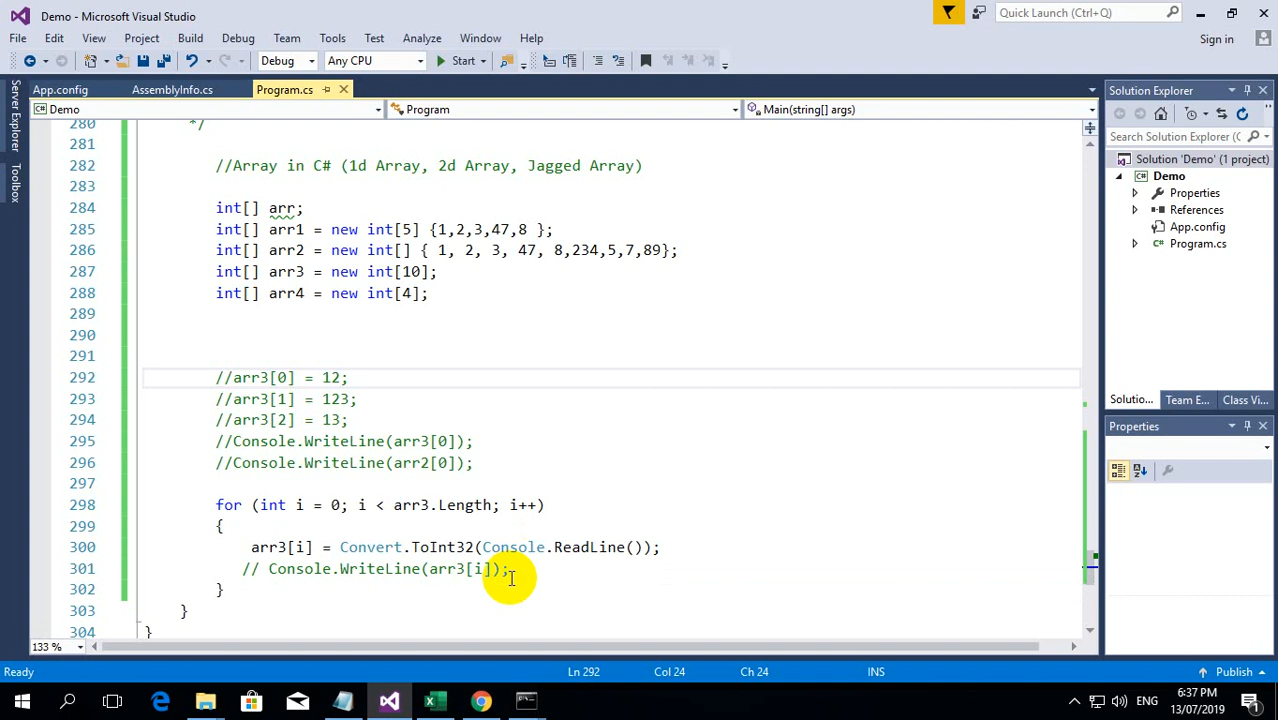 Demo - Microsoft Visual Studio
Quick Launch (Ctrl+Q)
File Edit View Project Build Debug Team Tools Test Analyze Window Help
Sign in
Debug Any CPU Start
App.config AssemblyInfo.cs Program.cs
Solution Explorer
Demo Program Main(string[] args)
Server Explorer
Toolbox
Search Solution Explorer (Ctrl+;)
Solution 'Demo' (1 project)
Demo
Properties
References
App.config
Program.cs
280 */
281
282 //Array in C# (1d Array, 2d Array, Jagged Array)
283
284 int[] arr;
285 int[] arr1 = new int[5] {1,2,3,47,8 };
286 int[] arr2 = new int[] { 1, 2, 3, 47, 8,234,5,7,89};
287 int[] arr3 = new int[10];
288 int[] arr4 = new int[4];
289
290
291
292 //arr3[0] = 12;
293 //arr3[1] = 123;
294 //arr3[2] = 13;
295 //Console.WriteLine(arr3[0]);
296 //Console.WriteLine(arr2[0]);
297
298 for (int i = 0; i < arr3.Length; i++)
299 {
300 arr3[i] = Convert.ToInt32(Console.ReadLine());
301 // Console.WriteLine(arr3[i]);
302 }
303 }
304 }
Solutio... Team E... Class Vi...
Properties
133 %
Ready Ln 292 Col 24 Ch 24 INS Publish
ENG
6:37 PM
13/07/2019